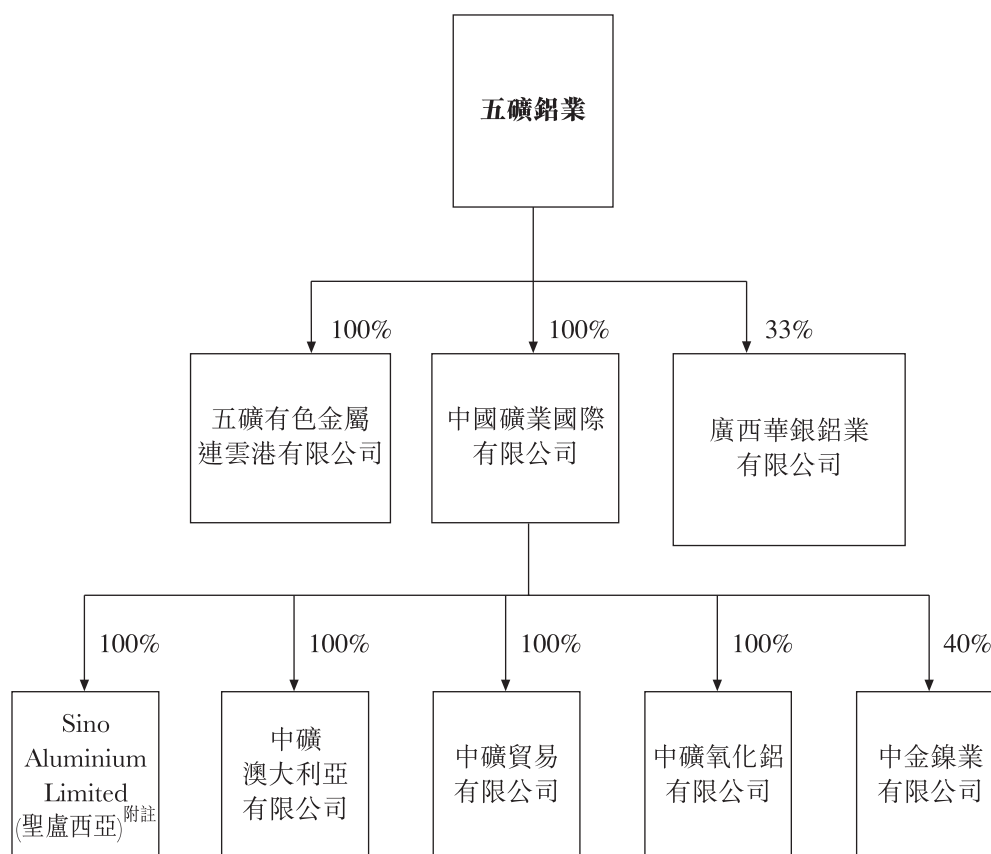 五礦鋁業
100%
100%
33%
五礦有色金屬
連雲港有限公司
中國礦業國際
有限公司
廣西華銀鋁業
有限公司
100%
100%
100%
100%
40%
Sino
Aluminium
Limited
(聖盧西亞)附註
中礦
澳大利亞
有限公司
中礦貿易
有限公司
中礦氧化鋁
有限公司
中金鎳業
有限公司